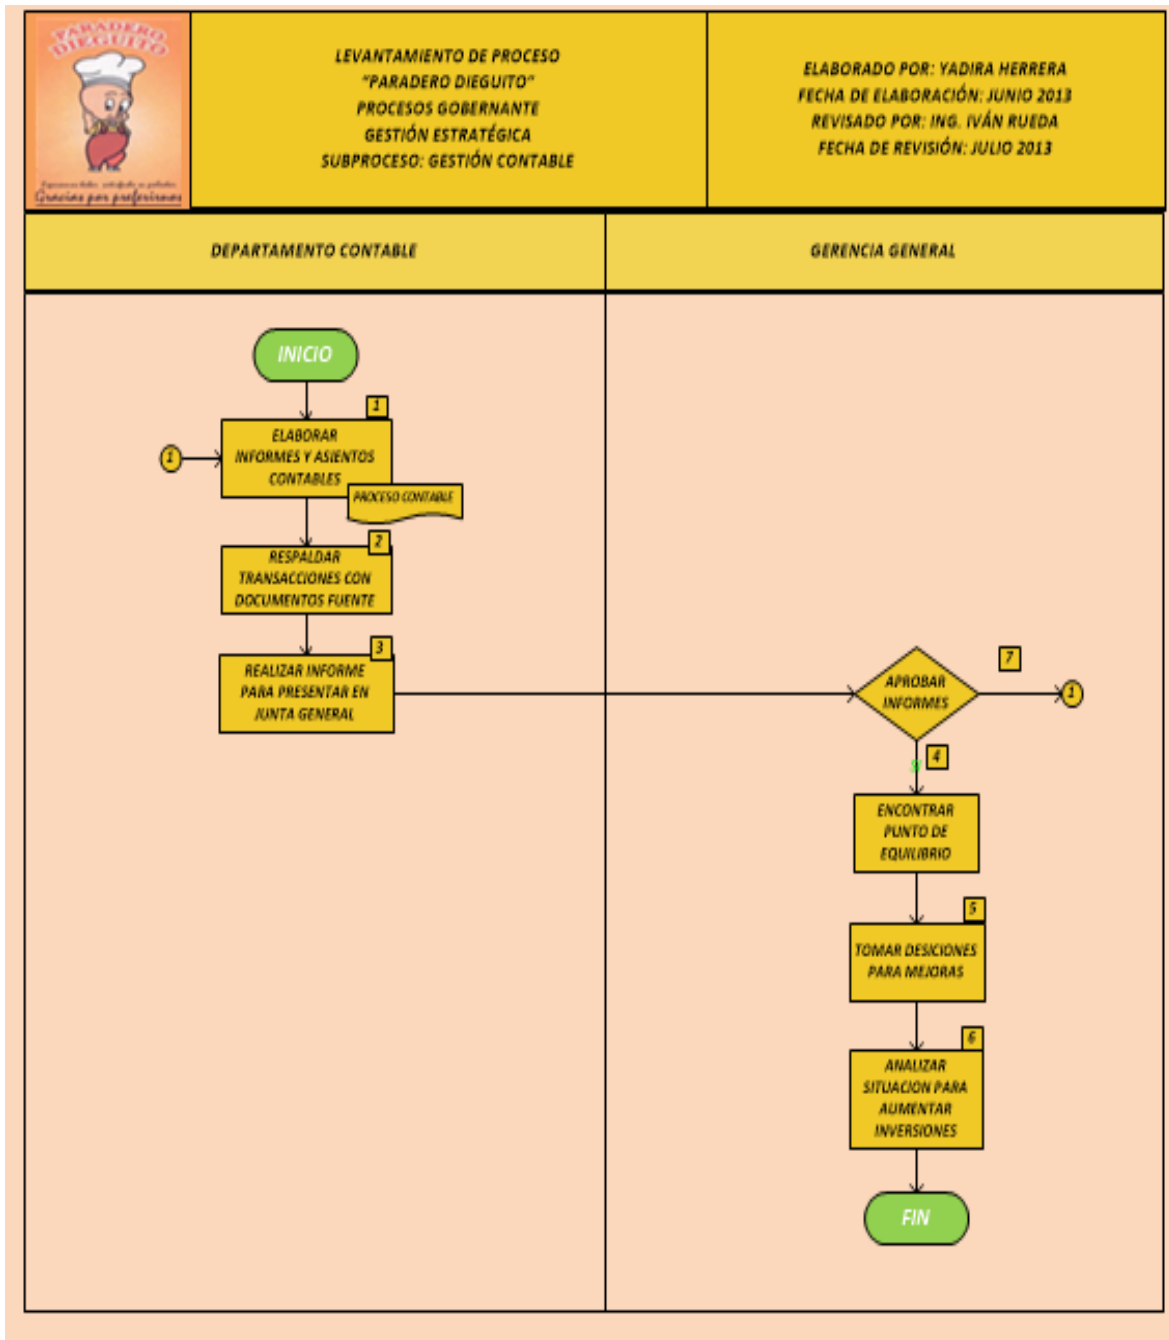 PARADERO
DIEGUITO
Gracias por preferirnos
LEVANTAMIENTO DE PROCESO
"PARADERO DIEGUITO"
PROCESOS GOBERNANTE
GESTIÓN ESTRATÉGICA
SUBPROCESO: GESTIÓN CONTABLE
ELABORADO POR: YADIRA HERRERA
FECHA DE ELABORACIÓN: JUNIO 2013
REVISADO POR: ING. IVÁN RUEDA
FECHA DE REVISIÓN: JULIO 2013
DEPARTAMENTO CONTABLE
GERENCIA GENERAL
INICIO
1
1
ELABORAR
INFORMES Y ASIENTOS
CONTABLES
PROCESO CONTABLE
2
RESPALDAR
TRANSACCIONES CON
DOCUMENTOS FUENTE
3
REALIZAR INFORME
PARA PRESENTAR EN
JUNTA GENERAL
APROBAR
INFORMES
7
1
SI
4
ENCONTRAR
PUNTO DE
EQUILIBRIO
5
TOMAR DESICIONES
PARA MEJORAS
6
ANALIZAR
SITUACION PARA
AUMENTAR
INVERSIONES
FIN